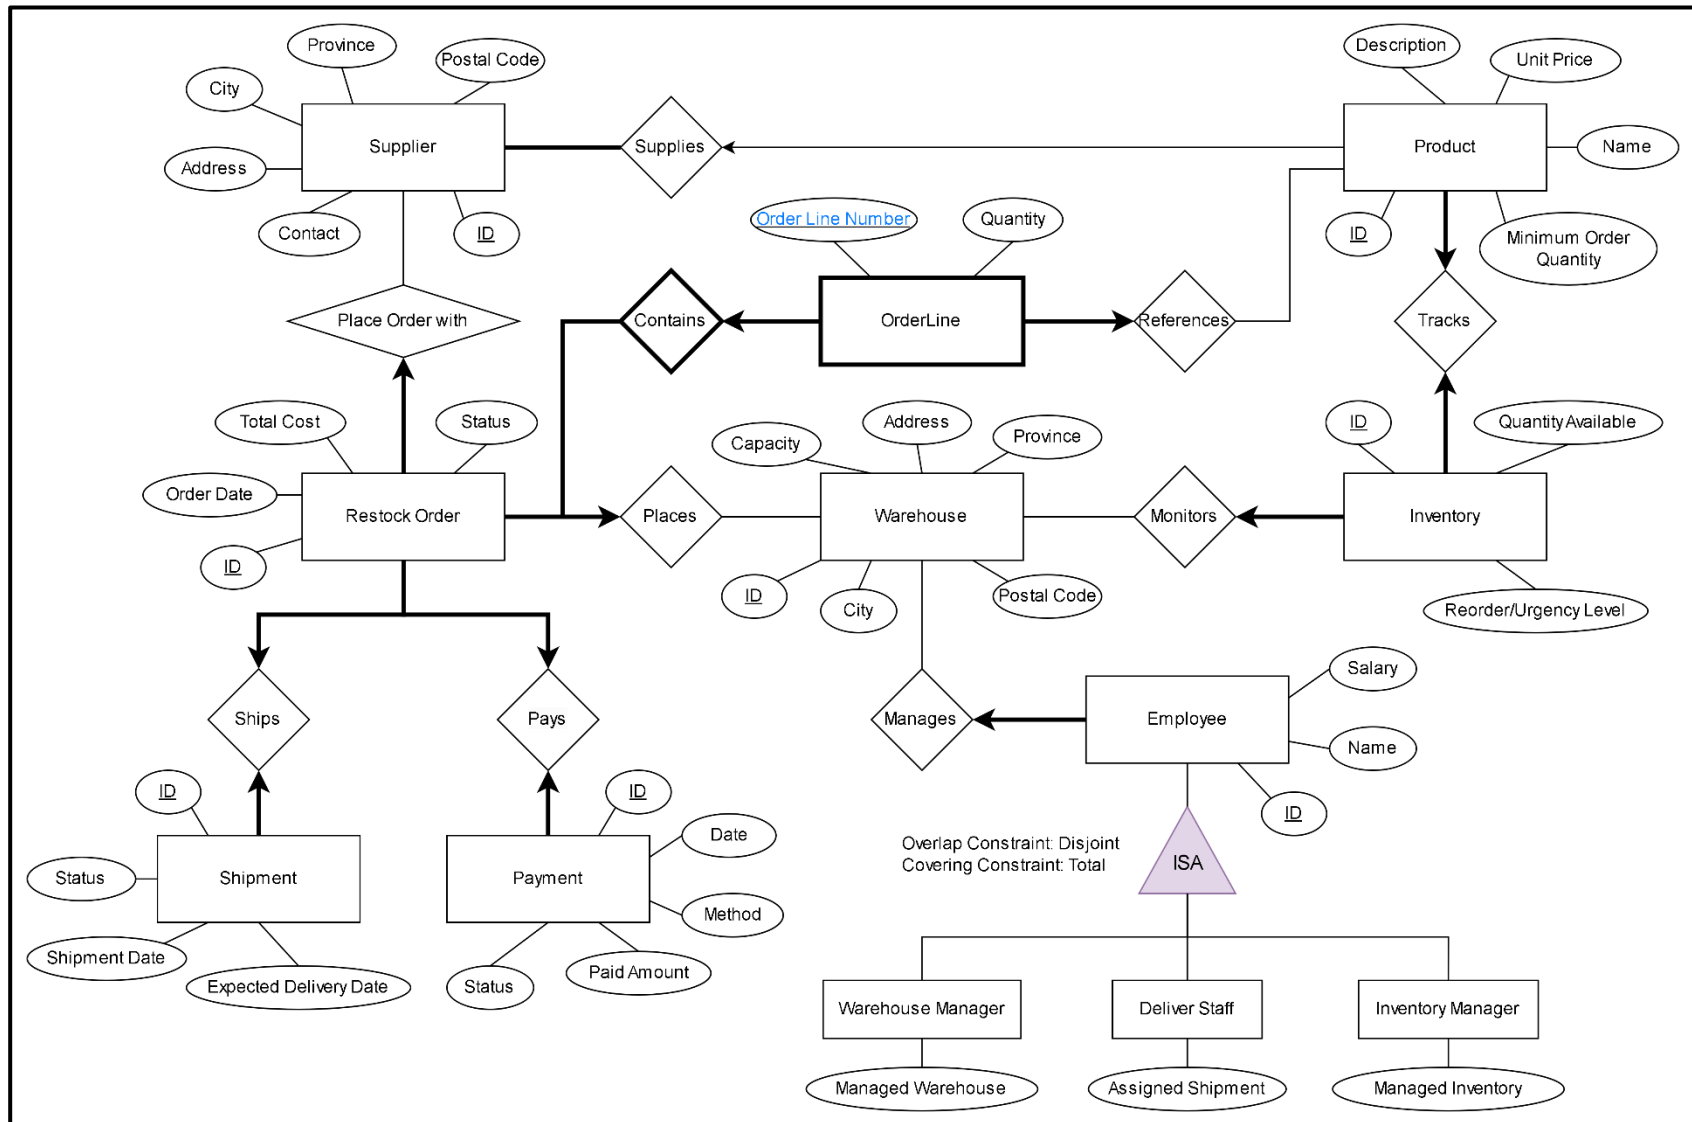 Province
Postal Code
City
Supplier
Address
Contact
ID
Supplies
Description
Unit Price
Product
Name
ID
Minimum Order
Quantity
Order Line Number
Quantity
Place Order with
Contains
OrderLine
References
Tracks
Total Cost
Status
Order Date
Restock Order
ID
Places
Capacity
Address
Province
Warehouse
ID
City
Postal Code
Monitors
ID
Quantity Available
Inventory
Reorder/Urgency Level
Ships
Pays
Manages
Employee
Salary
Name
ID
ID
Status
Shipment
Shipment Date
Expected Delivery Date
ID
Date
Payment
Method
Status
Paid Amount
Overlap Constraint: Disjoint
Covering Constraint: Total
ISA
Warehouse Manager
Deliver Staff
Inventory Manager
Managed Warehouse
Assigned Shipment
Managed Inventory